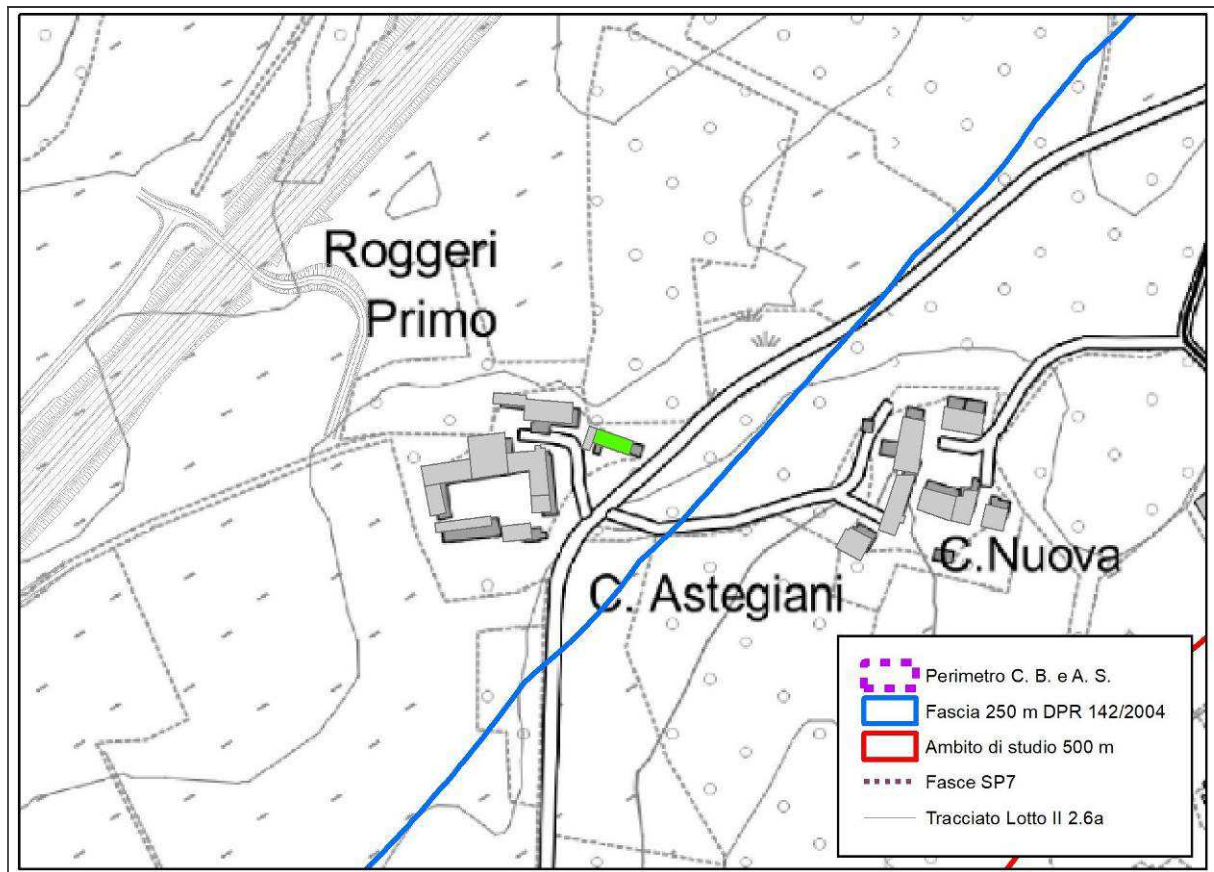 Roggeri
Primo
C. Nuova
C. Astegiani
Perimetro C. B. e A. S.
Fascia 250 m DPR 142/2004
Ambito di studio 500 m
Fasce SP7
Tracciato Lotto II 2.6a